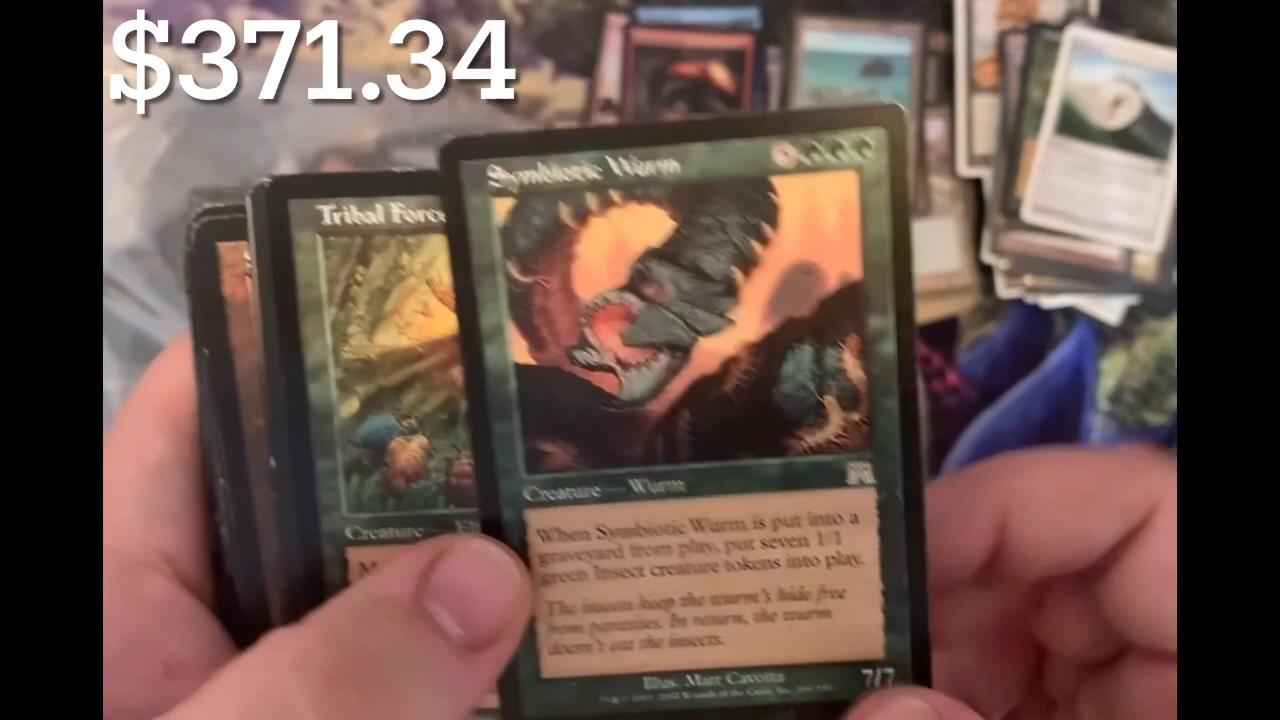 $371.34
Symbiotic Wurm
Tribal Force
Creature — Wurm
When Symbiotic Wurm is put into a
graveyard from play, put seven 1/1
green Insect creature tokens into play.
The insects keep the wurm's hide free
from parasites. In return, the wurm
doesn't eat the insects.
Creature — El
Illus. Matt Cavotta
7/7